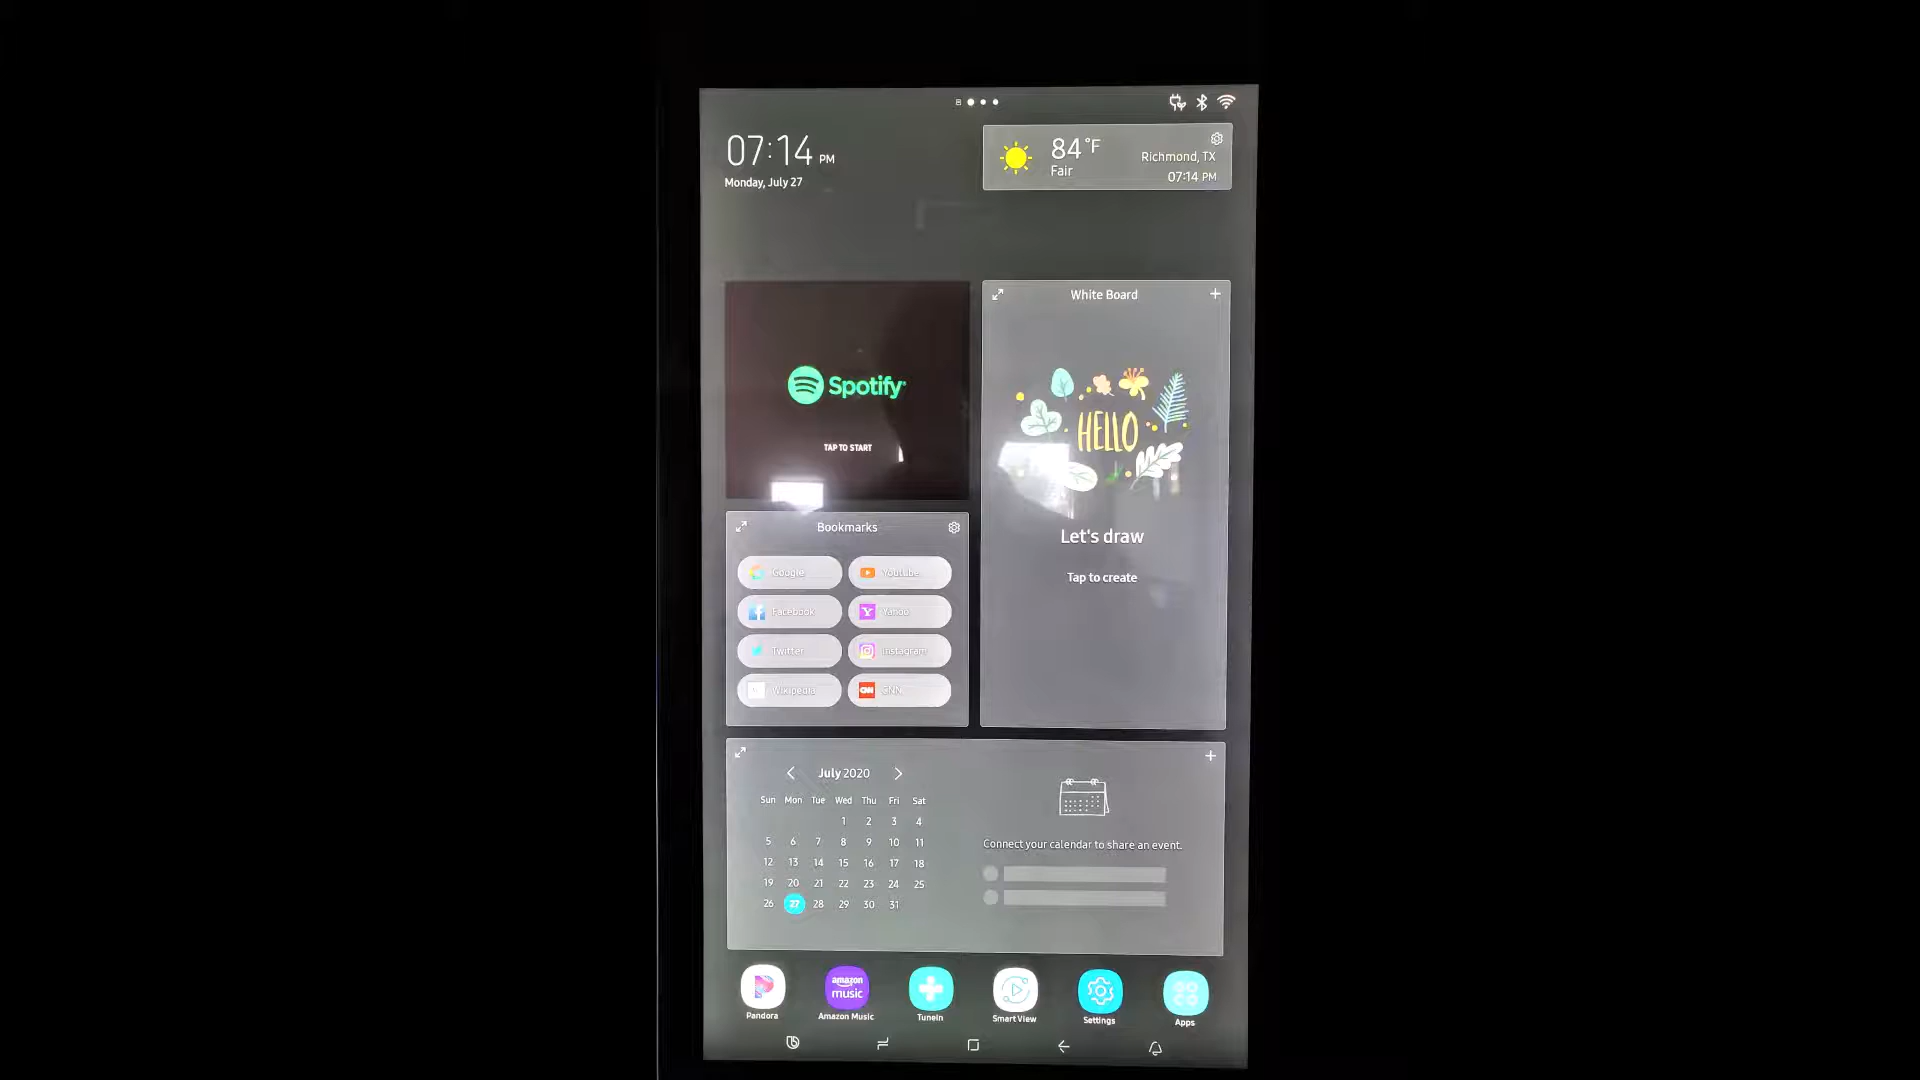 07:14 PM
Monday, July 27
84°F
Fair
Richmond, TX
07:14 PM
Spotify
TAP TO START
White Board
HELLO
Let's draw
Tap to create
Bookmarks
Google
Youtube
Facebook
Yahoo
Twitter
Instagram
Wikipedia
CNN
July 2020
Sun Mon Tue Wed Thu Fri Sat
1 2 3 4
5 6 7 8 9 10 11
12 13 14 15 16 17 18
19 20 21 22 23 24 25
26 27 28 29 30 31
Connect your calendar to share an event.
amazon
music
Pandora
Amazon Music
TuneIn
Smart View
Settings
Apps